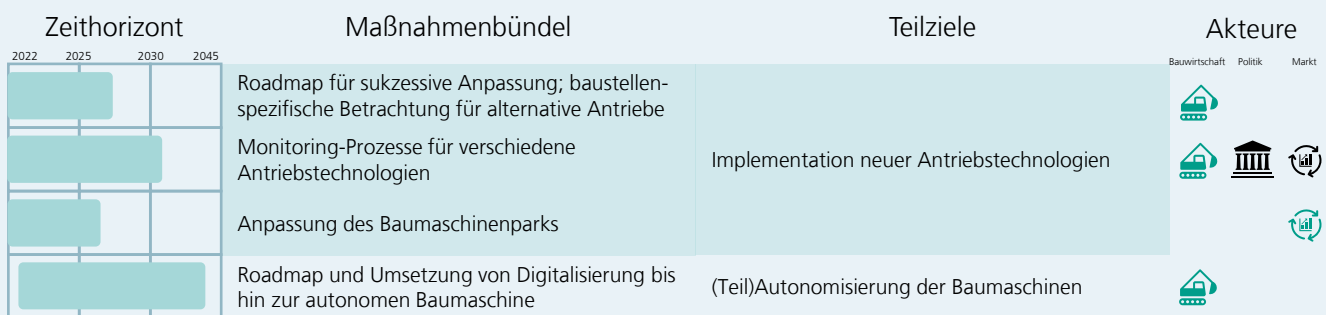 Zeithorizont Maßnahmenbündel Teilziele Akteure
2022 2025 2030 2045 Bauwirtschaft Politik Markt
Roadmap für sukzessive Anpassung; baustellen-
spezifische Betrachtung für alternative Antriebe
Monitoring-Prozesse für verschiedene
Antriebstechnologien
Implementation neuer Antriebstechnologien
Anpassung des Baumaschinenparks
Roadmap und Umsetzung von Digitalisierung bis
hin zur autonomen Baumaschine
(Teil)Autonomisierung der Baumaschinen